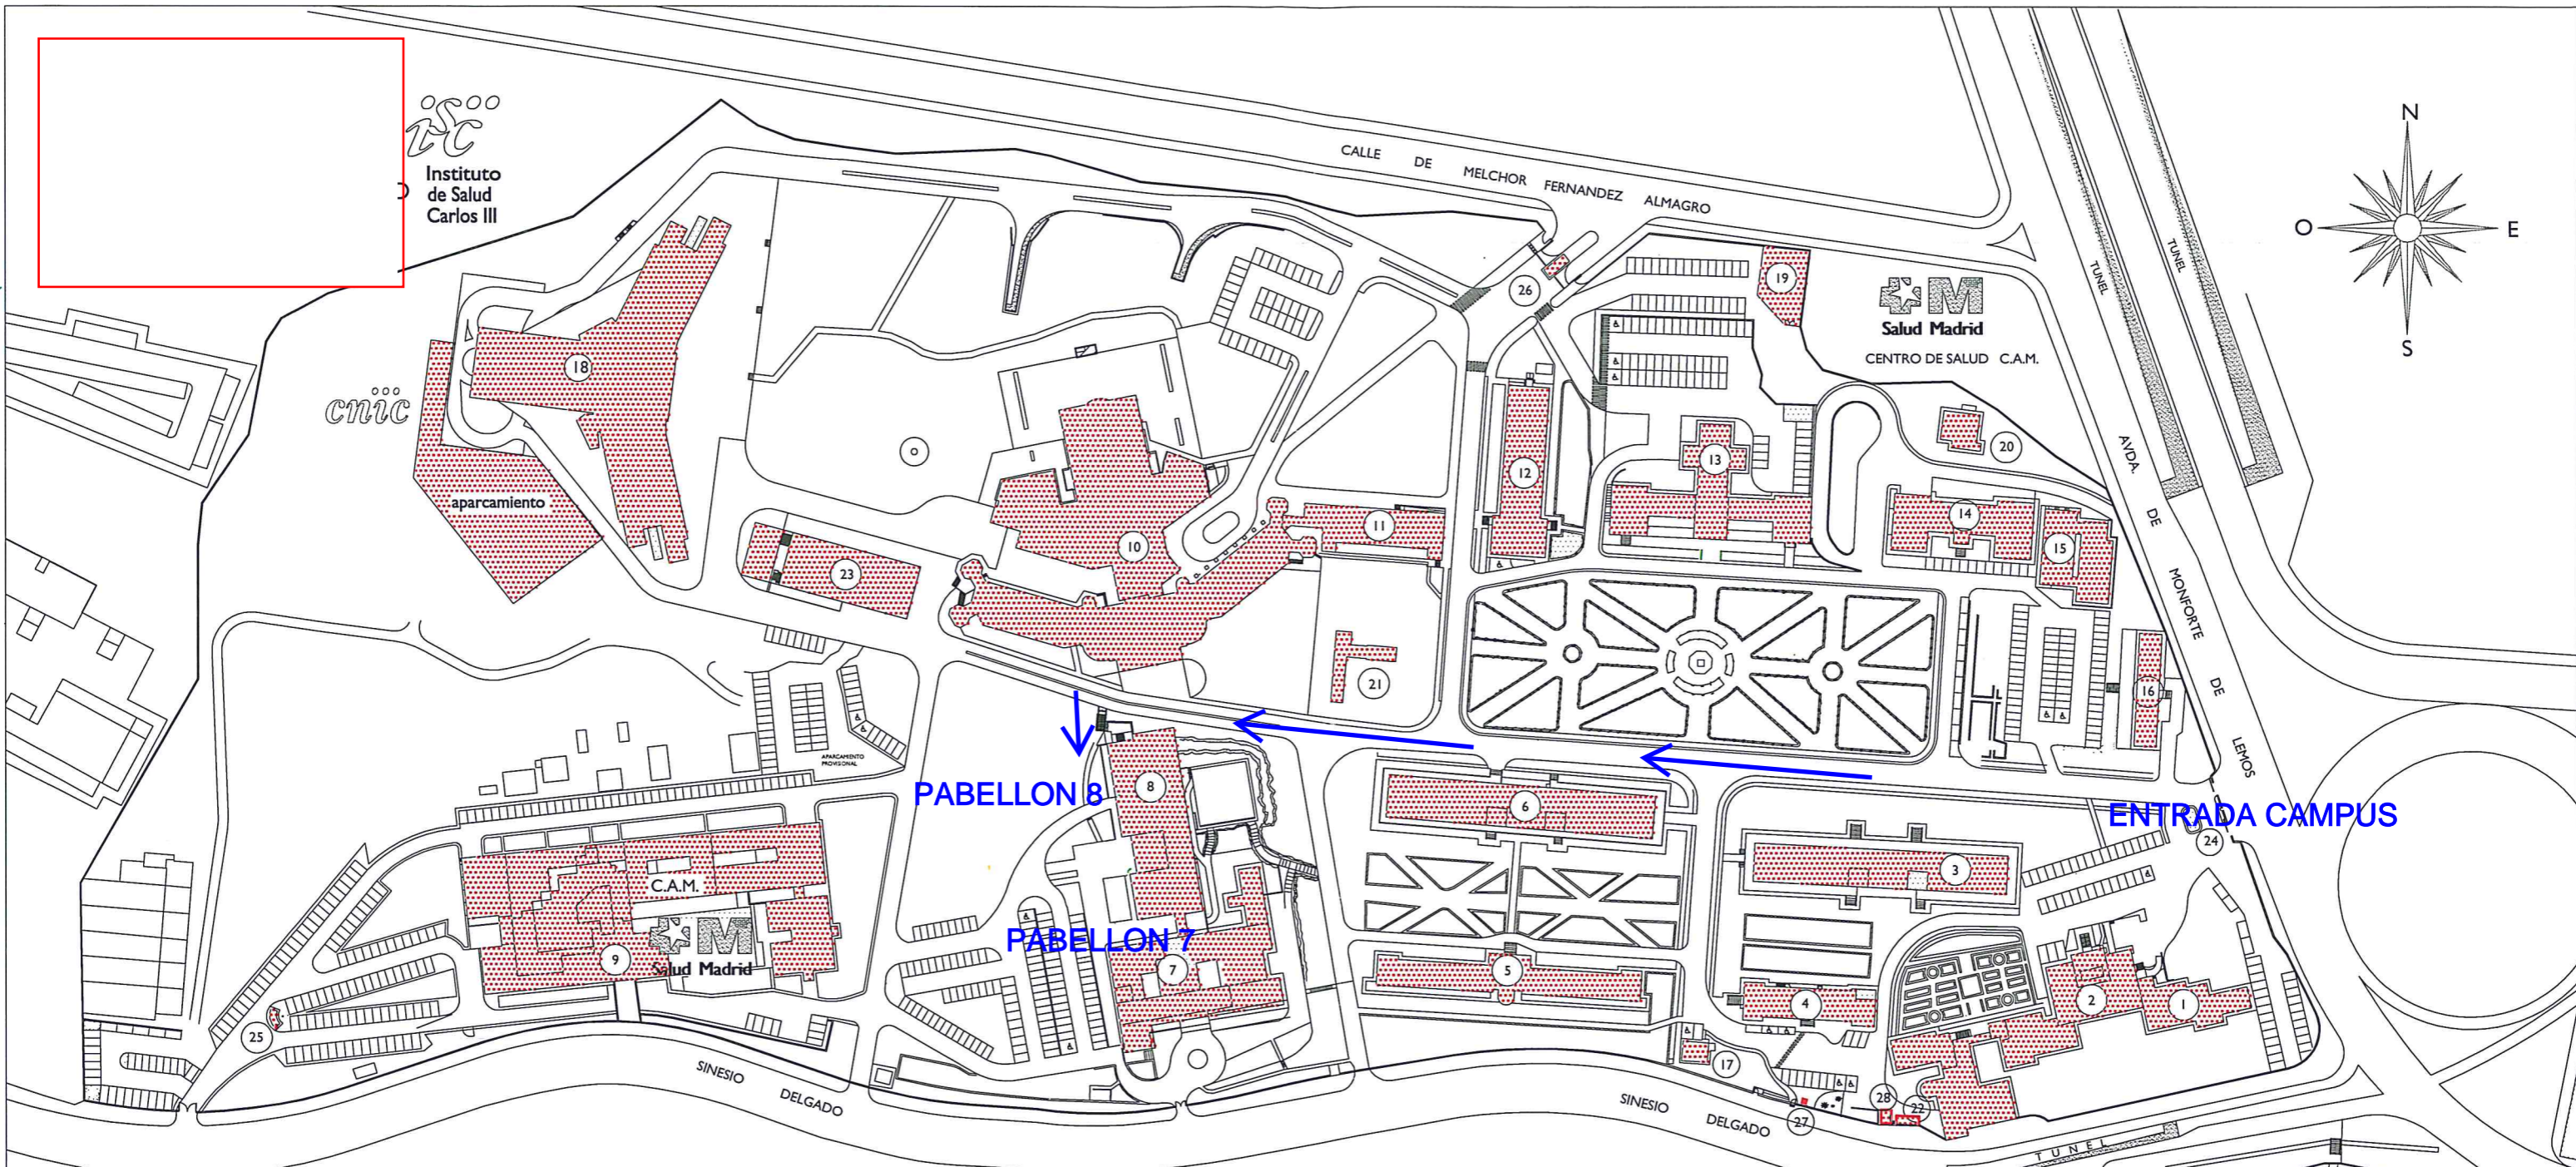 isciii
Instituto
de Salud
Carlos III
CALLE DE MELCHOR FERNANDEZ ALMAGRO
TUNEL
TUNEL
N
O
E
S
26
19
Salud Madrid
CENTRO DE SALUD C.A.M.
18
cnic
aparcamiento
12
13
20
AVDA. DE MONFORTE DE LEMOS
14
15
11
10
23
21
16
APARCAMIENTO
PROVISIONAL
8
PABELLON 8
6
ENTRADA CAMPUS
24
3
C.A.M.
PABELLON 7
Salud Madrid
9
7
5
4
2
1
25
17
SINESIO DELGADO
SINESIO DELGADO
27
28
22
TUNEL